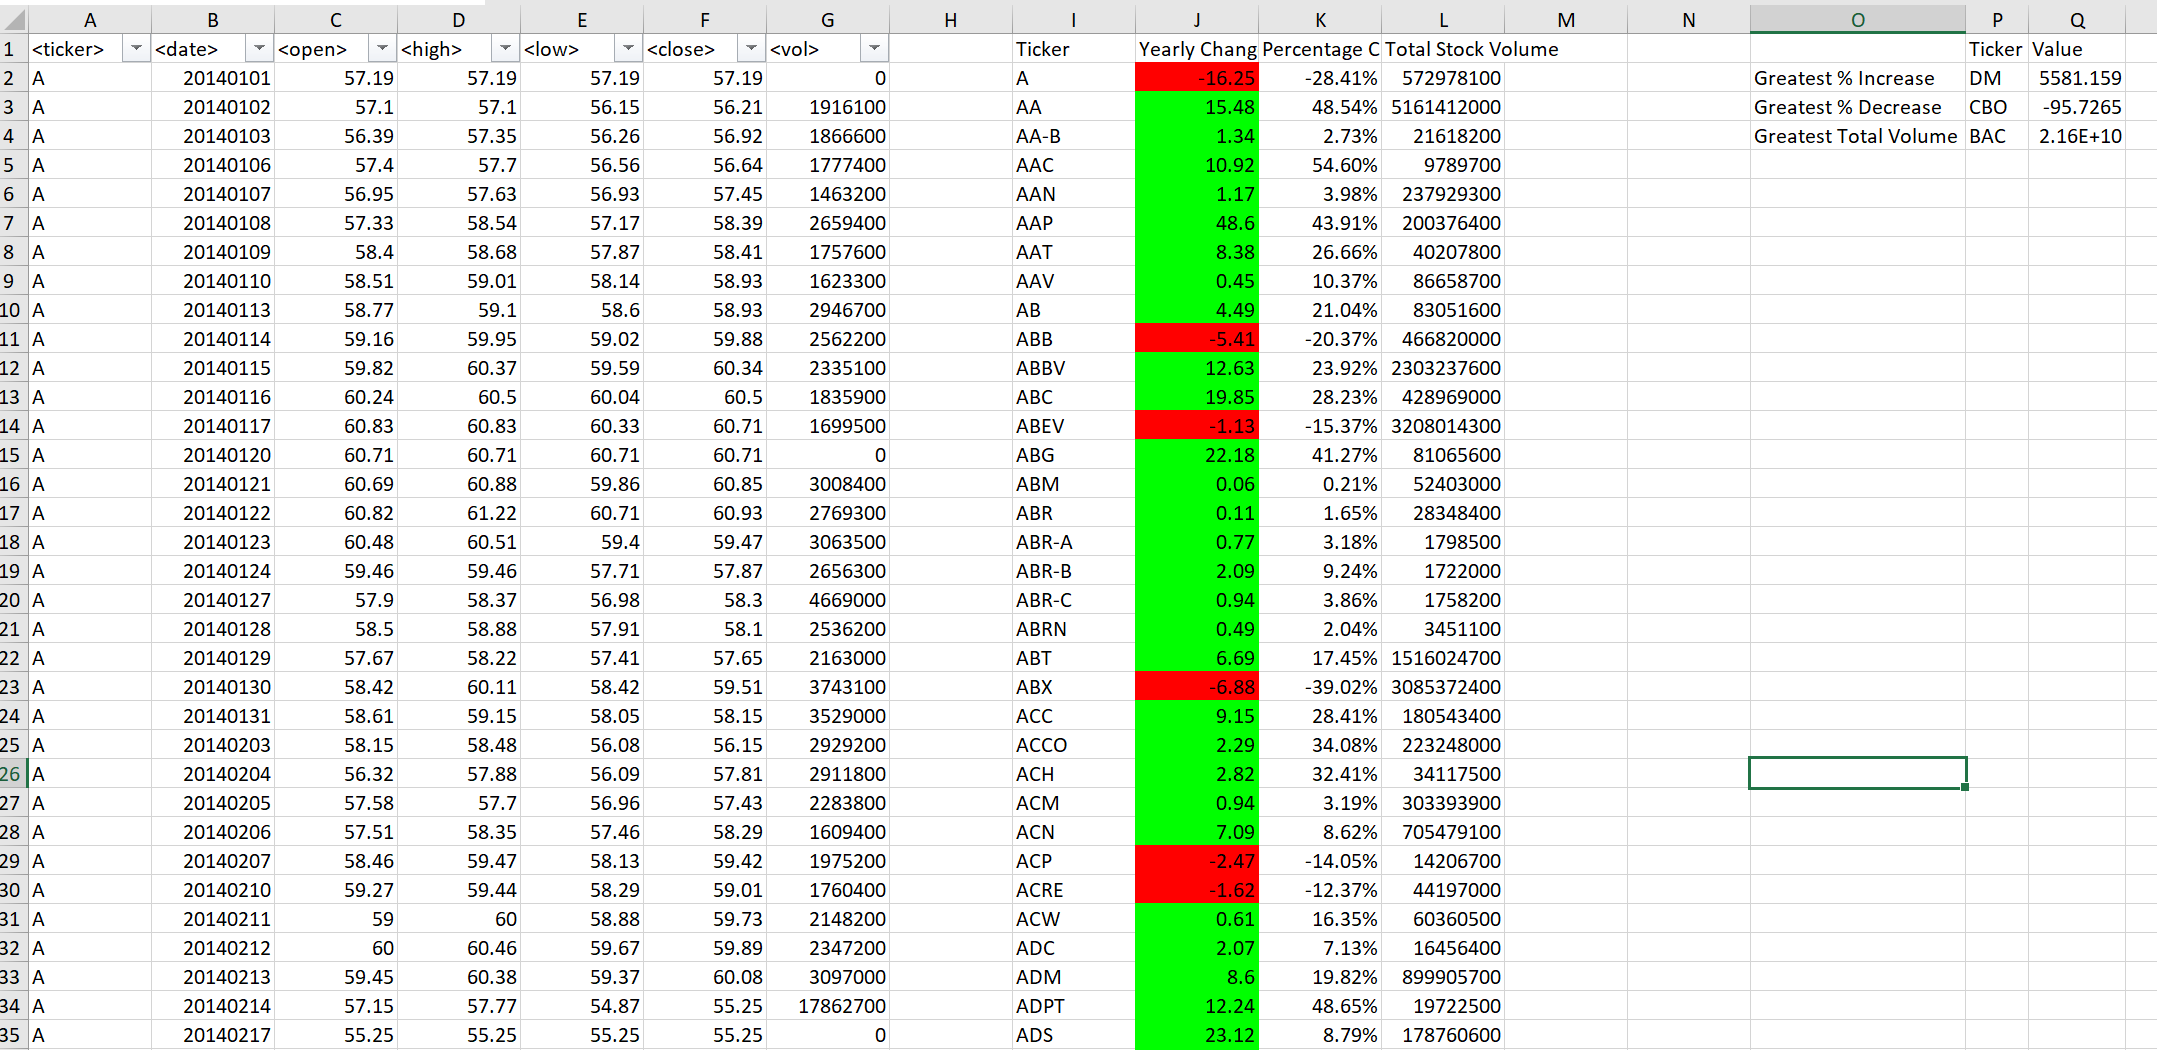 A B C D E F G H I J K L M N O P Q
1 <ticker> <date> <open> <high> <low> <close> <vol> Ticker Yearly Chang Percentage C Total Stock Volume Ticker Value
2 A 20140101 57.19 57.19 57.19 57.19 0 A -16.25 -28.41% 572978100 Greatest % Increase DM 5581.159
3 A 20140102 57.1 57.1 56.15 56.21 1916100 AA 15.48 48.54% 5161412000 Greatest % Decrease CBO -95.7265
4 A 20140103 56.39 57.35 56.26 56.92 1866600 AA-B 1.34 2.73% 21618200 Greatest Total Volume BAC 2.16E+10
5 A 20140106 57.4 57.7 56.56 56.64 1777400 AAC 10.92 54.60% 9789700
6 A 20140107 56.95 57.63 56.93 57.45 1463200 AAN 1.17 3.98% 237929300
7 A 20140108 57.33 58.54 57.17 58.39 2659400 AAP 48.6 43.91% 200376400
8 A 20140109 58.4 58.68 57.87 58.41 1757600 AAT 8.38 26.66% 40207800
9 A 20140110 58.51 59.01 58.14 58.93 1623300 AAV 0.45 10.37% 86658700
10 A 20140113 58.77 59.1 58.6 58.93 2946700 AB 4.49 21.04% 83051600
11 A 20140114 59.16 59.95 59.02 59.88 2562200 ABB -5.41 -20.37% 466820000
12 A 20140115 59.82 60.37 59.59 60.34 2335100 ABBV 12.63 23.92% 2303237600
13 A 20140116 60.24 60.5 60.04 60.5 1835900 ABC 19.85 28.23% 428969000
14 A 20140117 60.83 60.83 60.33 60.71 1699500 ABEV -1.13 -15.37% 3208014300
15 A 20140120 60.71 60.71 60.71 60.71 0 ABG 22.18 41.27% 81065600
16 A 20140121 60.69 60.88 59.86 60.85 3008400 ABM 0.06 0.21% 52403000
17 A 20140122 60.82 61.22 60.71 60.93 2769300 ABR 0.11 1.65% 28348400
18 A 20140123 60.48 60.51 59.4 59.47 3063500 ABR-A 0.77 3.18% 1798500
19 A 20140124 59.46 59.46 57.71 57.87 2656300 ABR-B 2.09 9.24% 1722000
20 A 20140127 57.9 58.37 56.98 58.3 4669000 ABR-C 0.94 3.86% 1758200
21 A 20140128 58.5 58.88 57.91 58.1 2536200 ABRN 0.49 2.04% 3451100
22 A 20140129 57.67 58.22 57.41 57.65 2163000 ABT 6.69 17.45% 1516024700
23 A 20140130 58.42 60.11 58.42 59.51 3743100 ABX -6.88 -39.02% 3085372400
24 A 20140131 58.61 59.15 58.05 58.15 3529000 ACC 9.15 28.41% 180543400
25 A 20140203 58.15 58.48 56.08 56.15 2929200 ACCO 2.29 34.08% 223248000
26 A 20140204 56.32 57.88 56.09 57.81 2911800 ACH 2.82 32.41% 34117500
27 A 20140205 57.58 57.7 56.96 57.43 2283800 ACM 0.94 3.19% 303393900
28 A 20140206 57.51 58.35 57.46 58.29 1609400 ACN 7.09 8.62% 705479100
29 A 20140207 58.46 59.47 58.13 59.42 1975200 ACP -2.47 -14.05% 14206700
30 A 20140210 59.27 59.44 58.29 59.01 1760400 ACRE -1.62 -12.37% 44197000
31 A 20140211 59 60 58.88 59.73 2148200 ACW 0.61 16.35% 60360500
32 A 20140212 60 60.46 59.67 59.89 2347200 ADC 2.07 7.13% 16456400
33 A 20140213 59.45 60.38 59.37 60.08 3097000 ADM 8.6 19.82% 899905700
34 A 20140214 57.15 57.77 54.87 55.25 17862700 ADPT 12.24 48.65% 19722500
35 A 20140217 55.25 55.25 55.25 55.25 0 ADS 23.12 8.79% 178760600